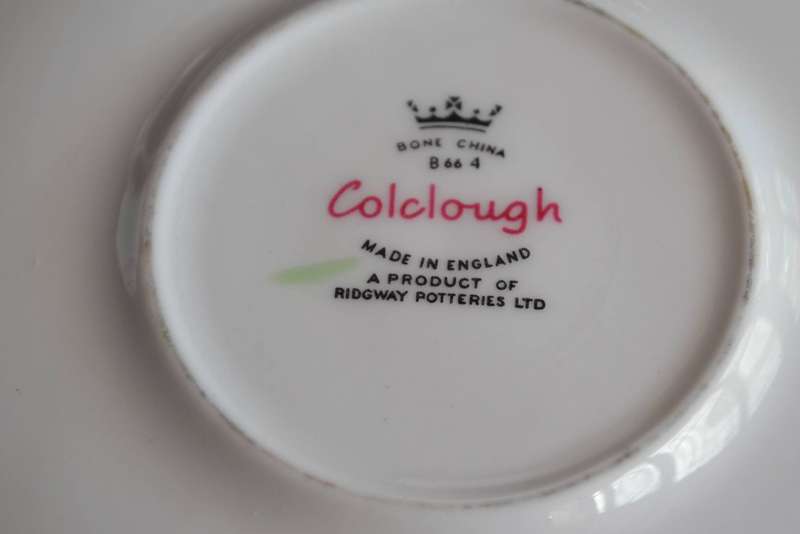 BONE CHINA
B 66 4
Colclough
MADE IN ENGLAND
A PRODUCT OF
RIDGWAY POTTERIES LTD